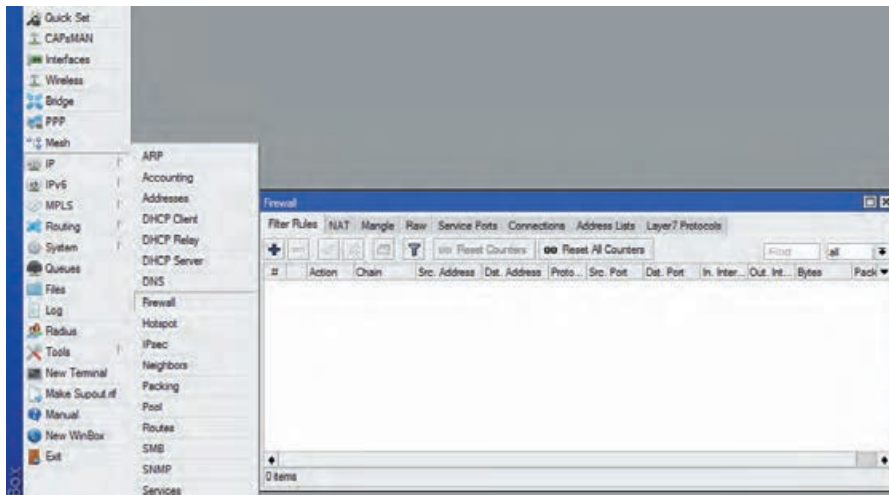 Quick Set
CAPsMAN
Interfaces
Wireless
Bridge
PPP
Mesh
IP
IPv6
MPLS
Routing
System
Queues
Files
Log
Radius
Tools
New Terminal
Make Supout.rif
Manual
New WinBox
Exit
ARP
Accounting
Addresses
DHCP Client
DHCP Relay
DHCP Server
DNS
Firewall
Hotspot
IPsec
Neighbors
Packing
Pool
Routes
SMB
SNMP
Services
Firewall
Filter Rules NAT Mangle Raw Service Ports Connections Address Lists Layer7 Protocols
Reset Counters Reset All Counters Find all
# Action Chain Src. Address Dst. Address Proto... Src. Port Dst. Port In. Inter... Out. Int... Bytes Pack
0 items
Box